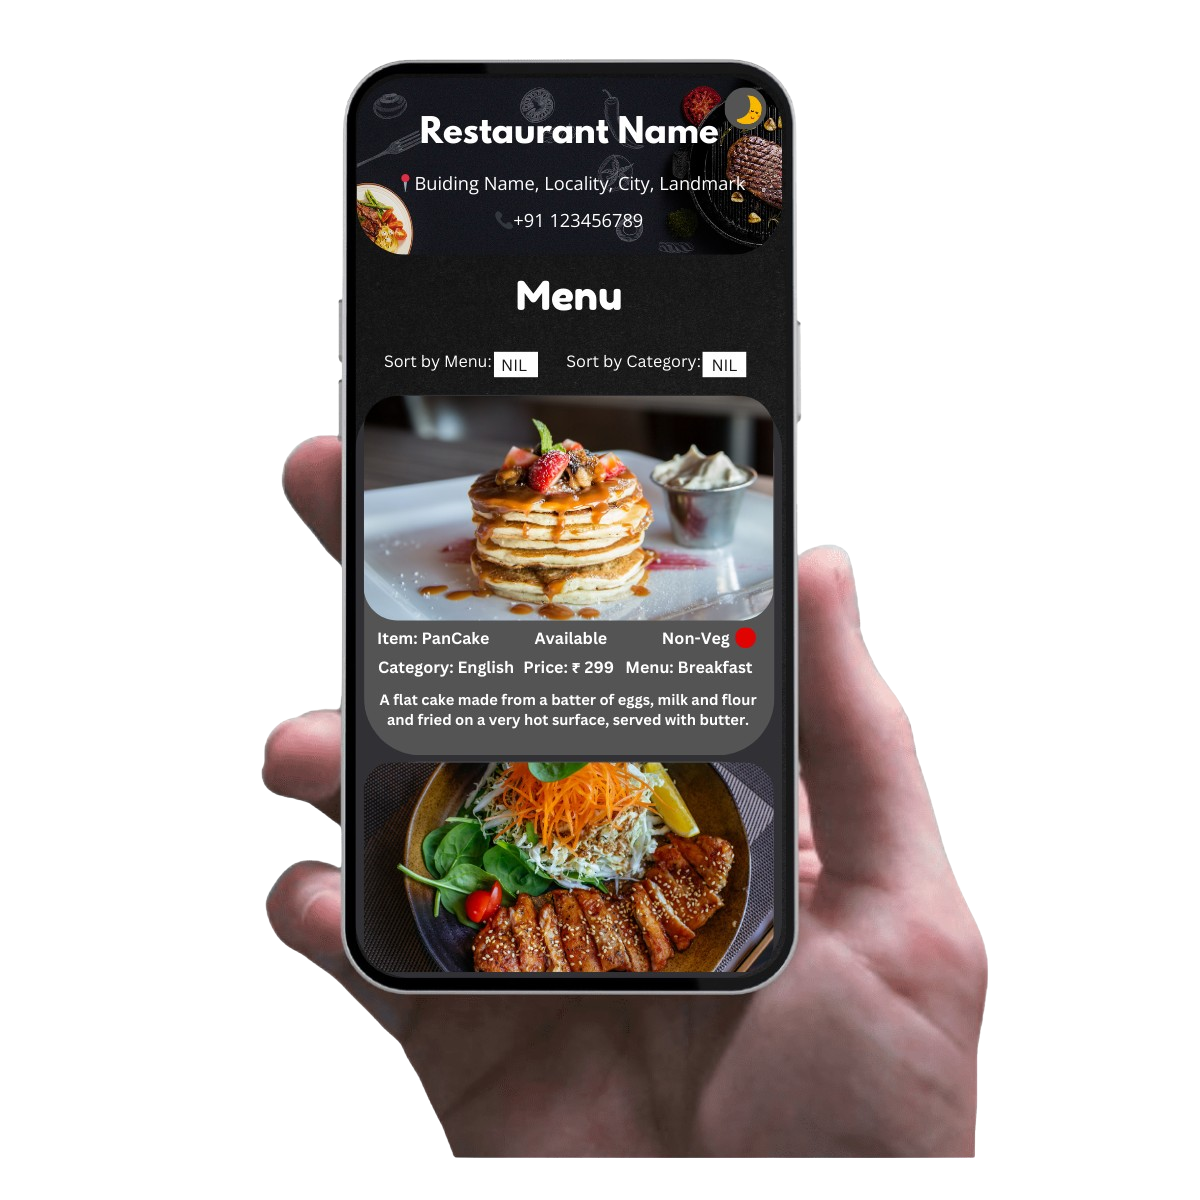 Restaurant Name
Buiding Name, Locality, City, Landmark
+91 123456789
Menu
Sort by Menu: NIL Sort by Category: NIL
Item: PanCake Available Non-Veg
Category: English Price: ₹ 299 Menu: Breakfast
A flat cake made from a batter of eggs, milk and flour
and fried on a very hot surface, served with butter.